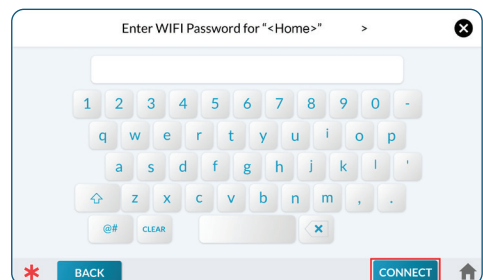 Enter WIFI Password for "<Home>" >
1 2 3 4 5 6 7 8 9 0 -
q w e r t y u i o p
a s d f g h j k l '
z x c v b n m , .
@# CLEAR
BACK CONNECT